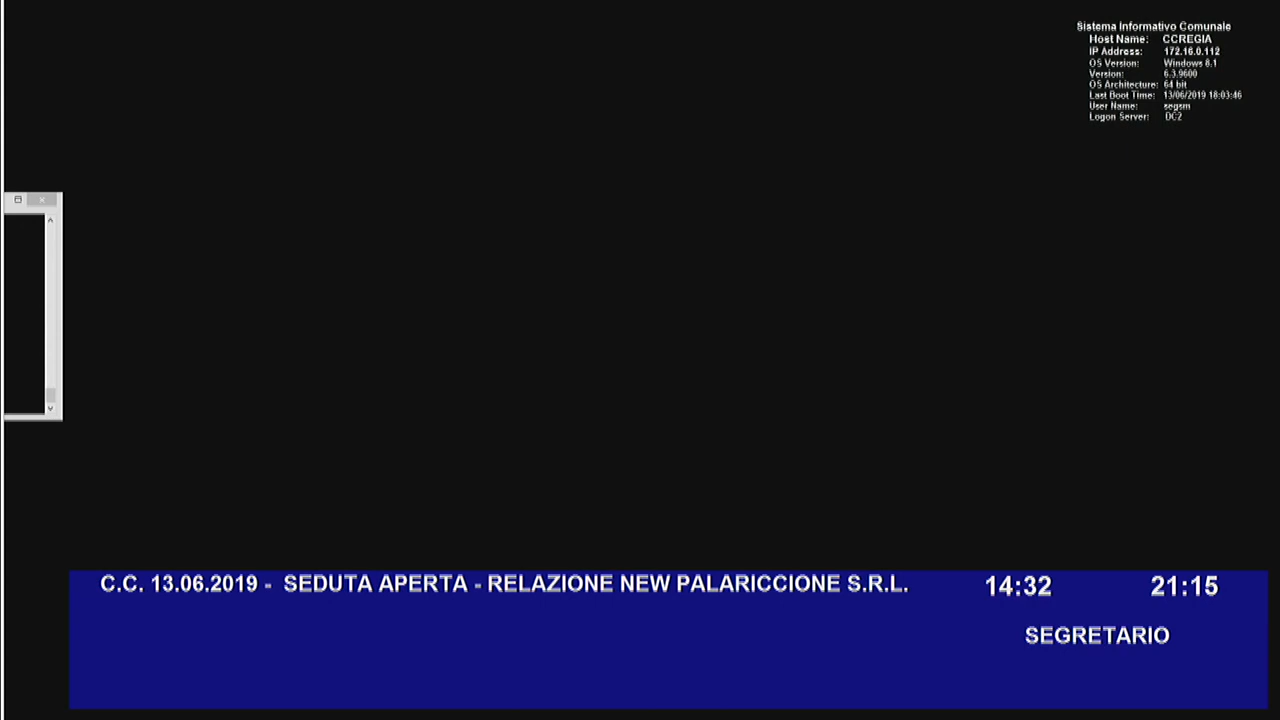 Sistema Informativo Comunale
Host Name: CCREGIA
IP Address: 172.16.0.112
OS Version: Windows 8.1
Version: 6.3.9600
OS Architecture: 64 bit
Last Boot Time: 13/06/2019 18:03:46
User Name: segsm
Logon Server: DC2
C.C. 13.06.2019 - SEDUTA APERTA - RELAZIONE NEW PALARICCIONE S.R.L. 14:32 21:15
SEGRETARIO